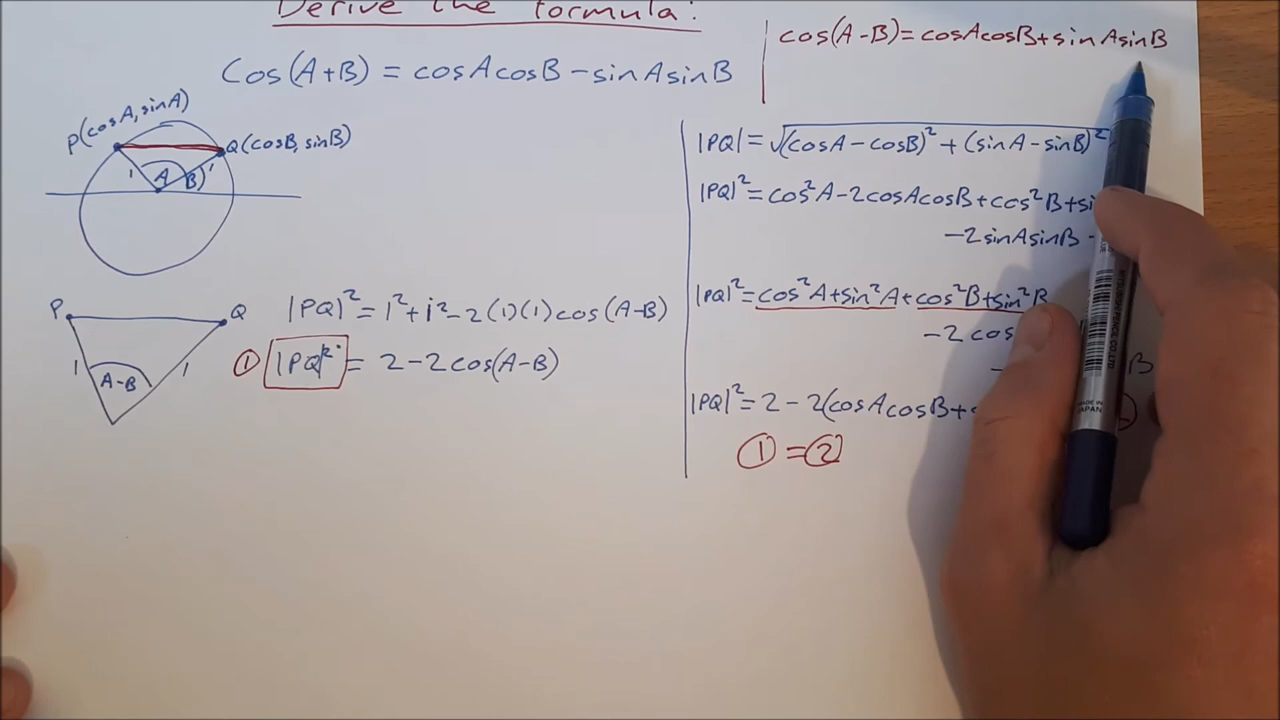 Derive the formula:
Cos(A+B) = cosAcosB - sinAsinB
cos(A-B) = cosAcosB + sinAsinB
P(cosA, sinA)
Q(cosB, sinB)
1 A B 1
P Q
1 A-B 1
|PQ|² = 1² + 1² - 2(1)(1)cos(A-B)
① |PQ|² = 2 - 2cos(A-B)
|PQ| = √(cosA - cosB)² + (sinA - sinB)²
|PQ|² = cos²A - 2cosAcosB + cos²B +
-2sinAsinB
|PQ|² = cos²A + sin²A + cos²B + sin²B
-2cos
B
|PQ|² = 2 - 2(cosAcosB +
① = ②
MADE IN
JAPAN